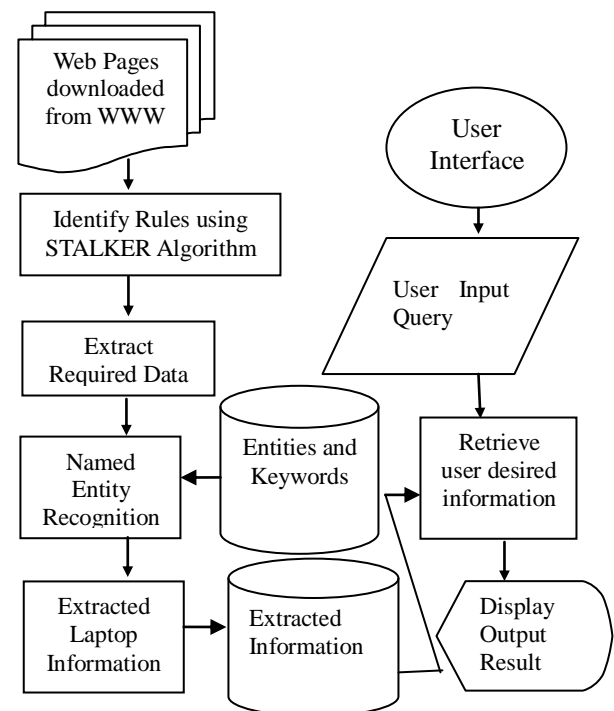 Web Pages
downloaded
from WWW
Identify Rules using
STALKER Algorithm
Extract
Required Data
Named
Entity
Recognition
Entities and
Keywords
Extracted
Laptop
Information
Extracted
Information
User
Interface
User Input
Query
Retrieve
user desired
information
Display
Output
Result